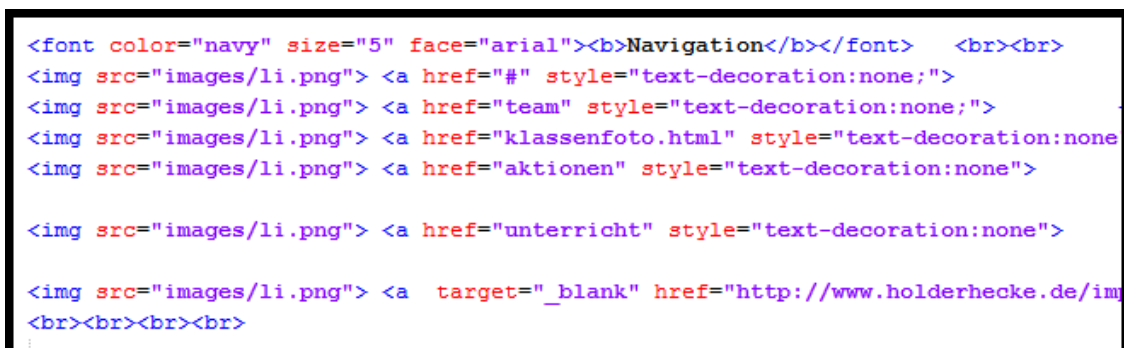 <font color="navy" size="5" face="arial"><b>Navigation</b></font>   <br><br>
<img src="images/li.png"> <a href="#" style="text-decoration:none;">
<img src="images/li.png"> <a href="team" style="text-decoration:none;">
<img src="images/li.png"> <a href="klassenfoto.html" style="text-decoration:none
<img src="images/li.png"> <a href="aktionen" style="text-decoration:none">
<img src="images/li.png"> <a href="unterricht" style="text-decoration:none">
<img src="images/li.png"> <a  target="_blank" href="http://www.holderhecke.de/im
<br><br><br><br>